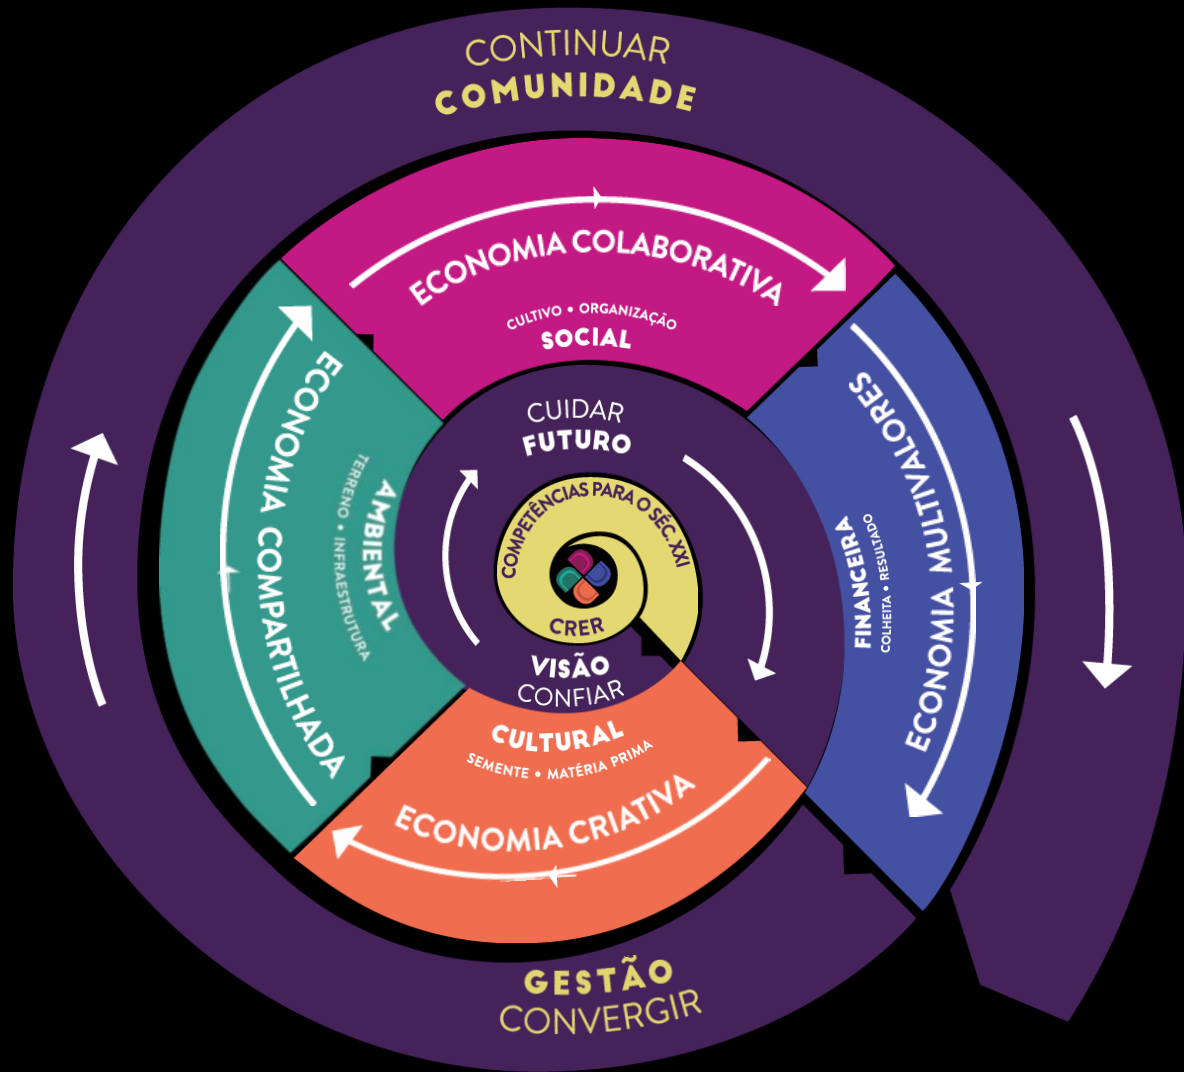 CONTINUAR
COMUNIDADE
ECONOMIA COLABORATIVA
CULTIVO • ORGANIZAÇÃO
SOCIAL
ECONOMIA MULTIVALORES
FINANCEIRA
COLHEITA • RESULTADO
ECONOMIA COMPARTILHADA
AMBIENTAL
TERRENO • INFRAESTRUTURA
CUIDAR
FUTURO
COMPETÊNCIAS PARA O SÉC. XXI
CRER
VISÃO
CONFIAR
CULTURAL
SEMENTE • MATÉRIA PRIMA
ECONOMIA CRIATIVA
GESTÃO
CONVERGIR